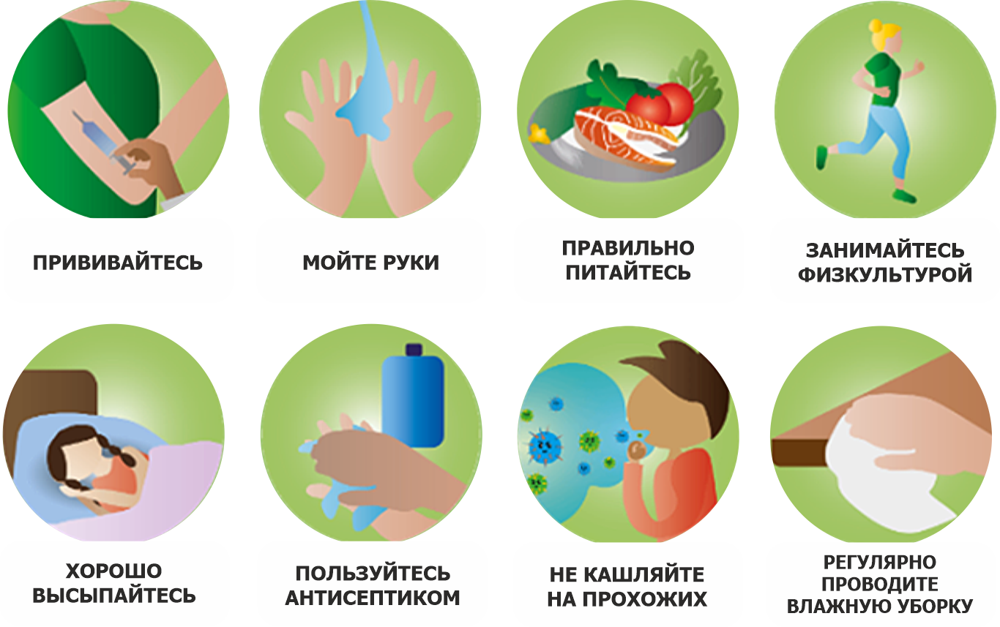 ПРИВИВАЙТЕСЬ
МОЙТЕ РУКИ
ПРАВИЛЬНО
ПИТАЙТЕСЬ
ЗАНИМАЙТЕСЬ
ФИЗКУЛЬТУРОЙ
ХОРОШО
ВЫСЫПАЙТЕСЬ
ПОЛЬЗУЙТЕСЬ
АНТИСЕПТИКОМ
НЕ КАШЛЯЙТЕ
НА ПРОХОЖИХ
РЕГУЛЯРНО
ПРОВОДИТЕ
ВЛАЖНУЮ УБОРКУ